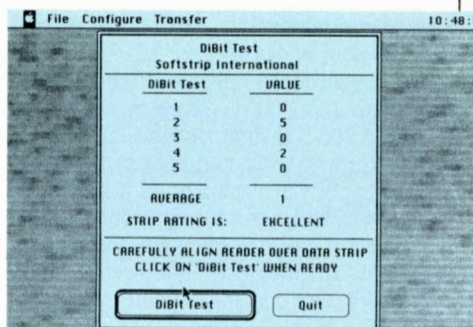 File Configure Transfer 10:48:
DiBit Test
Softstrip International
DiBit Test VALUE
1 0
2 5
3 0
4 2
5 0
AVERAGE 1
STRIP RATING IS: EXCELLENT
CAREFULLY ALIGN READER OVER DATA STRIP
CLICK ON 'DiBit Test' WHEN READY
DiBit Test Quit